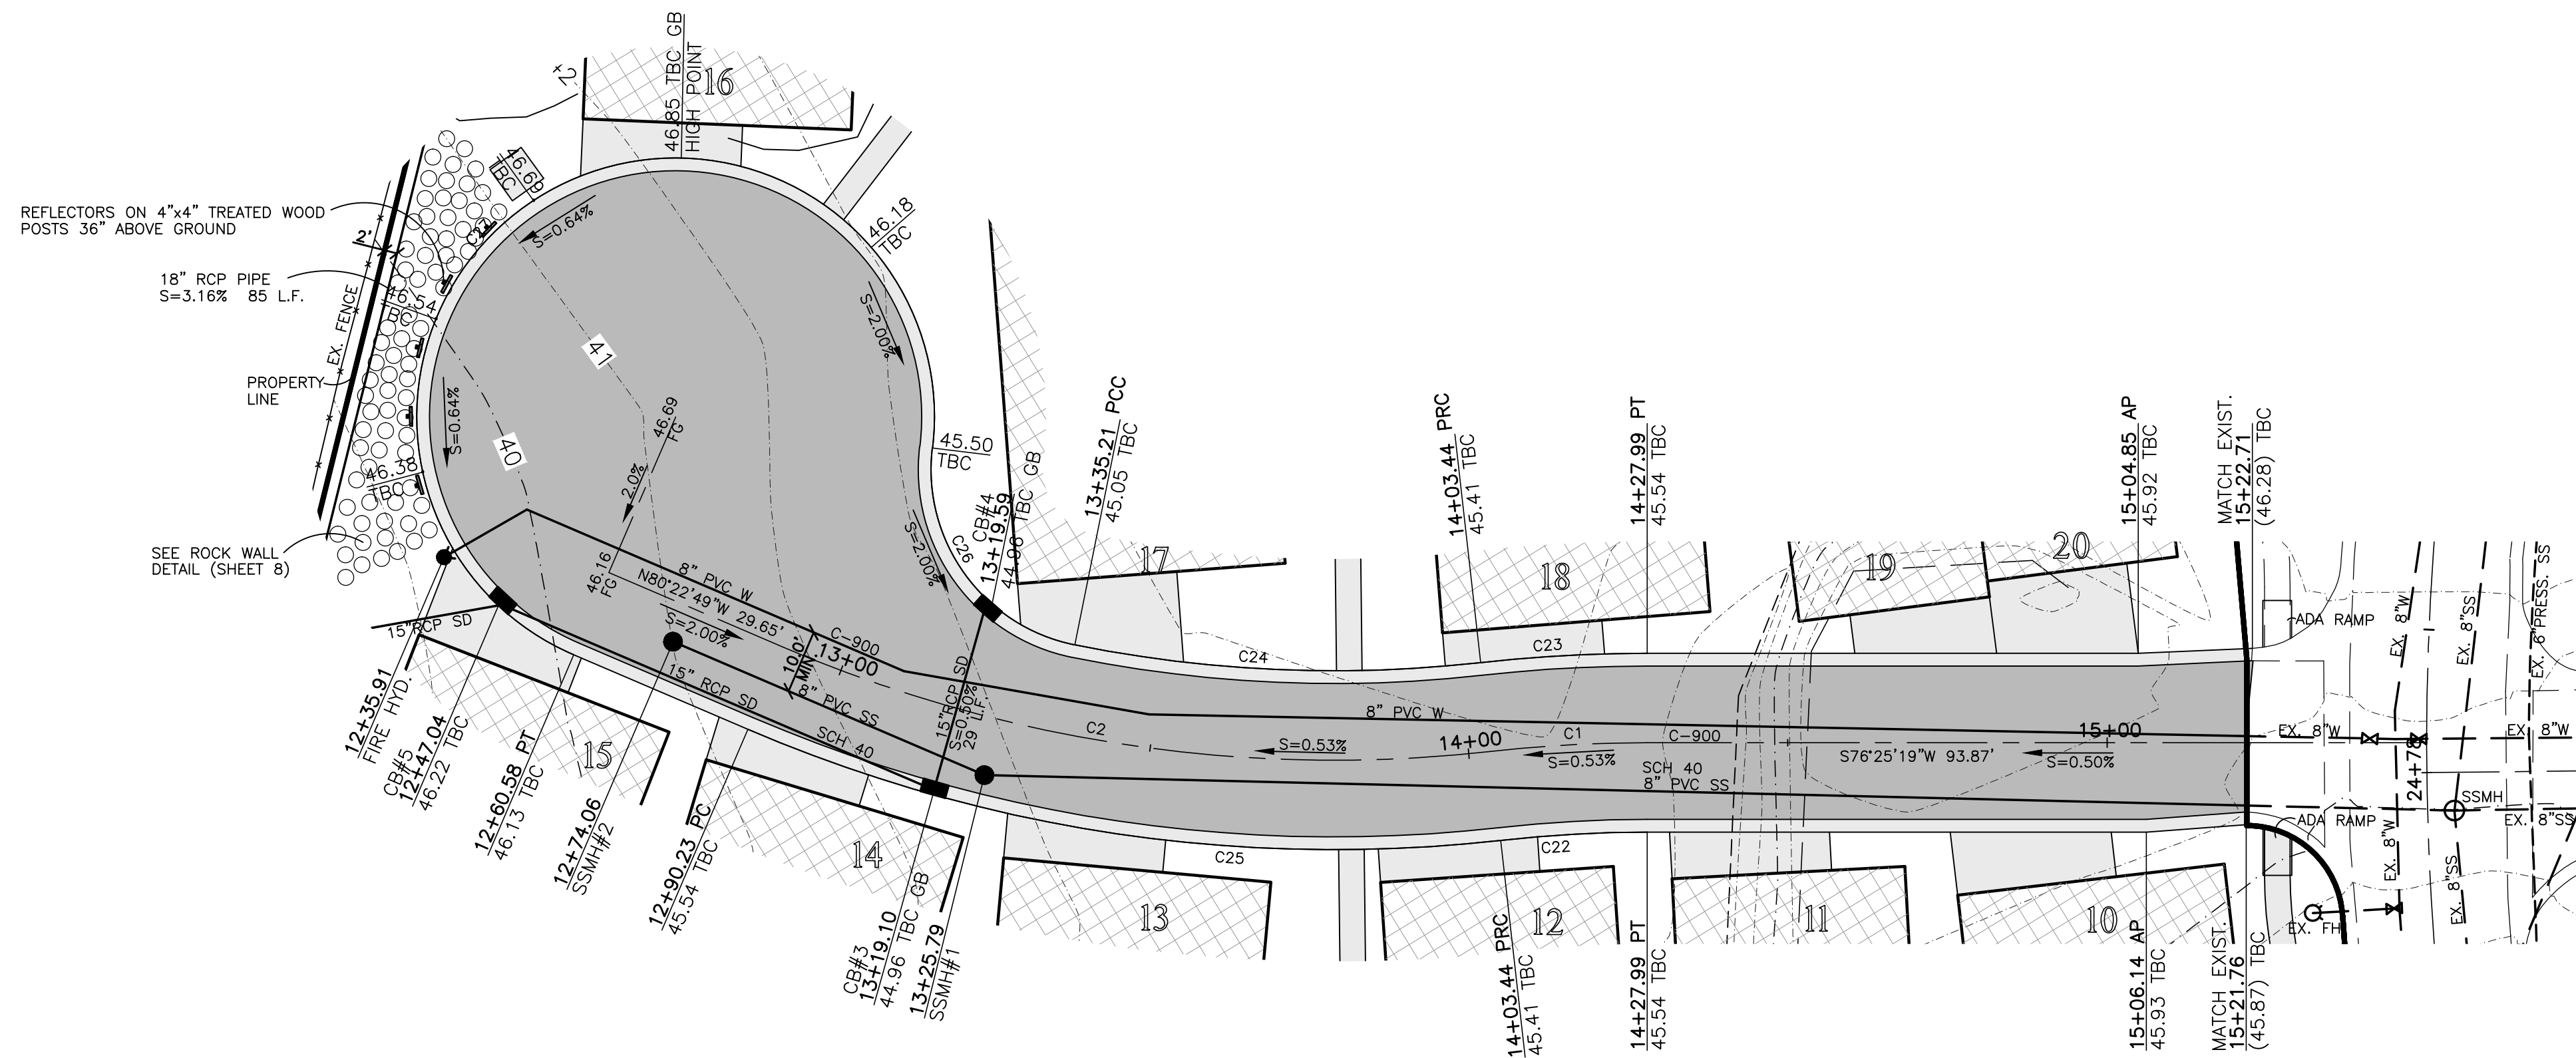 46.85 TBC GB
HIGH POINT
16
46.69
TBC
REFLECTORS ON 4"x4" TREATED WOOD
POSTS 36" ABOVE GROUND
2'
C27
S=0.64%
46.18
TBC
18" RCP PIPE
S=3.16% 85 L.F.
EX. FENCE
46.54
TBC
41
S=2.00%
PROPERTY
LINE
S=0.64%
40
46.69
FG
2.0%
46.38
TBC
45.50
TBC
SEE ROCK WALL
DETAIL (SHEET 8)
46.16
FG
8" PVC W
N80°22'49"W 29.65'
S=2.00%
C-900
10.0'
MIN.
13+00
S=2.00%
C26
CB#4
13+19.59
44.96 TBC GB
13+35.21 PCC
45.05 TBC
17
14+03.44 PRC
45.41 TBC
18
14+27.99 PT
45.54 TBC
19
20
15+04.85 AP
45.92 TBC
MATCH EXIST.
15+22.71
(46.28) TBC
15"RCP SD
15" RCP SD
8" PVC SS
SCH 40
15"RCP SD
S=0.50%
29 L.F.
C24
C23
C2
8" PVC W
S=0.53%
14+00
C1
S=0.53%
C-900
S76°25'19"W 93.87'
15+00
S=0.50%
SCH 40
8" PVC SS
ADA RAMP
EX. 8"W
EX. 8"SS
EX. 6"PRESS. SS
EX. 8"W
EX. 8"W
24+78
SSMH
EX. 8"SS
ADA RAMP
EX. 8"W
EX. 8"SS
EX. FH
12+35.91
FIRE HYD.
CB#5
12+47.04
46.22 TBC
12+60.58 PT
46.13 TBC
15
12+74.06
SSMH#2
12+90.23 PC
45.54 TBC
14
CB#3
13+19.10
44.96 TBC GB
13+25.79
SSMH#1
C25
13
C22
12
14+03.44 PRC
45.41 TBC
14+27.99 PT
45.54 TBC
11
10
15+06.14 AP
45.93 TBC
MATCH EXIST.
15+21.76
(45.87) TBC